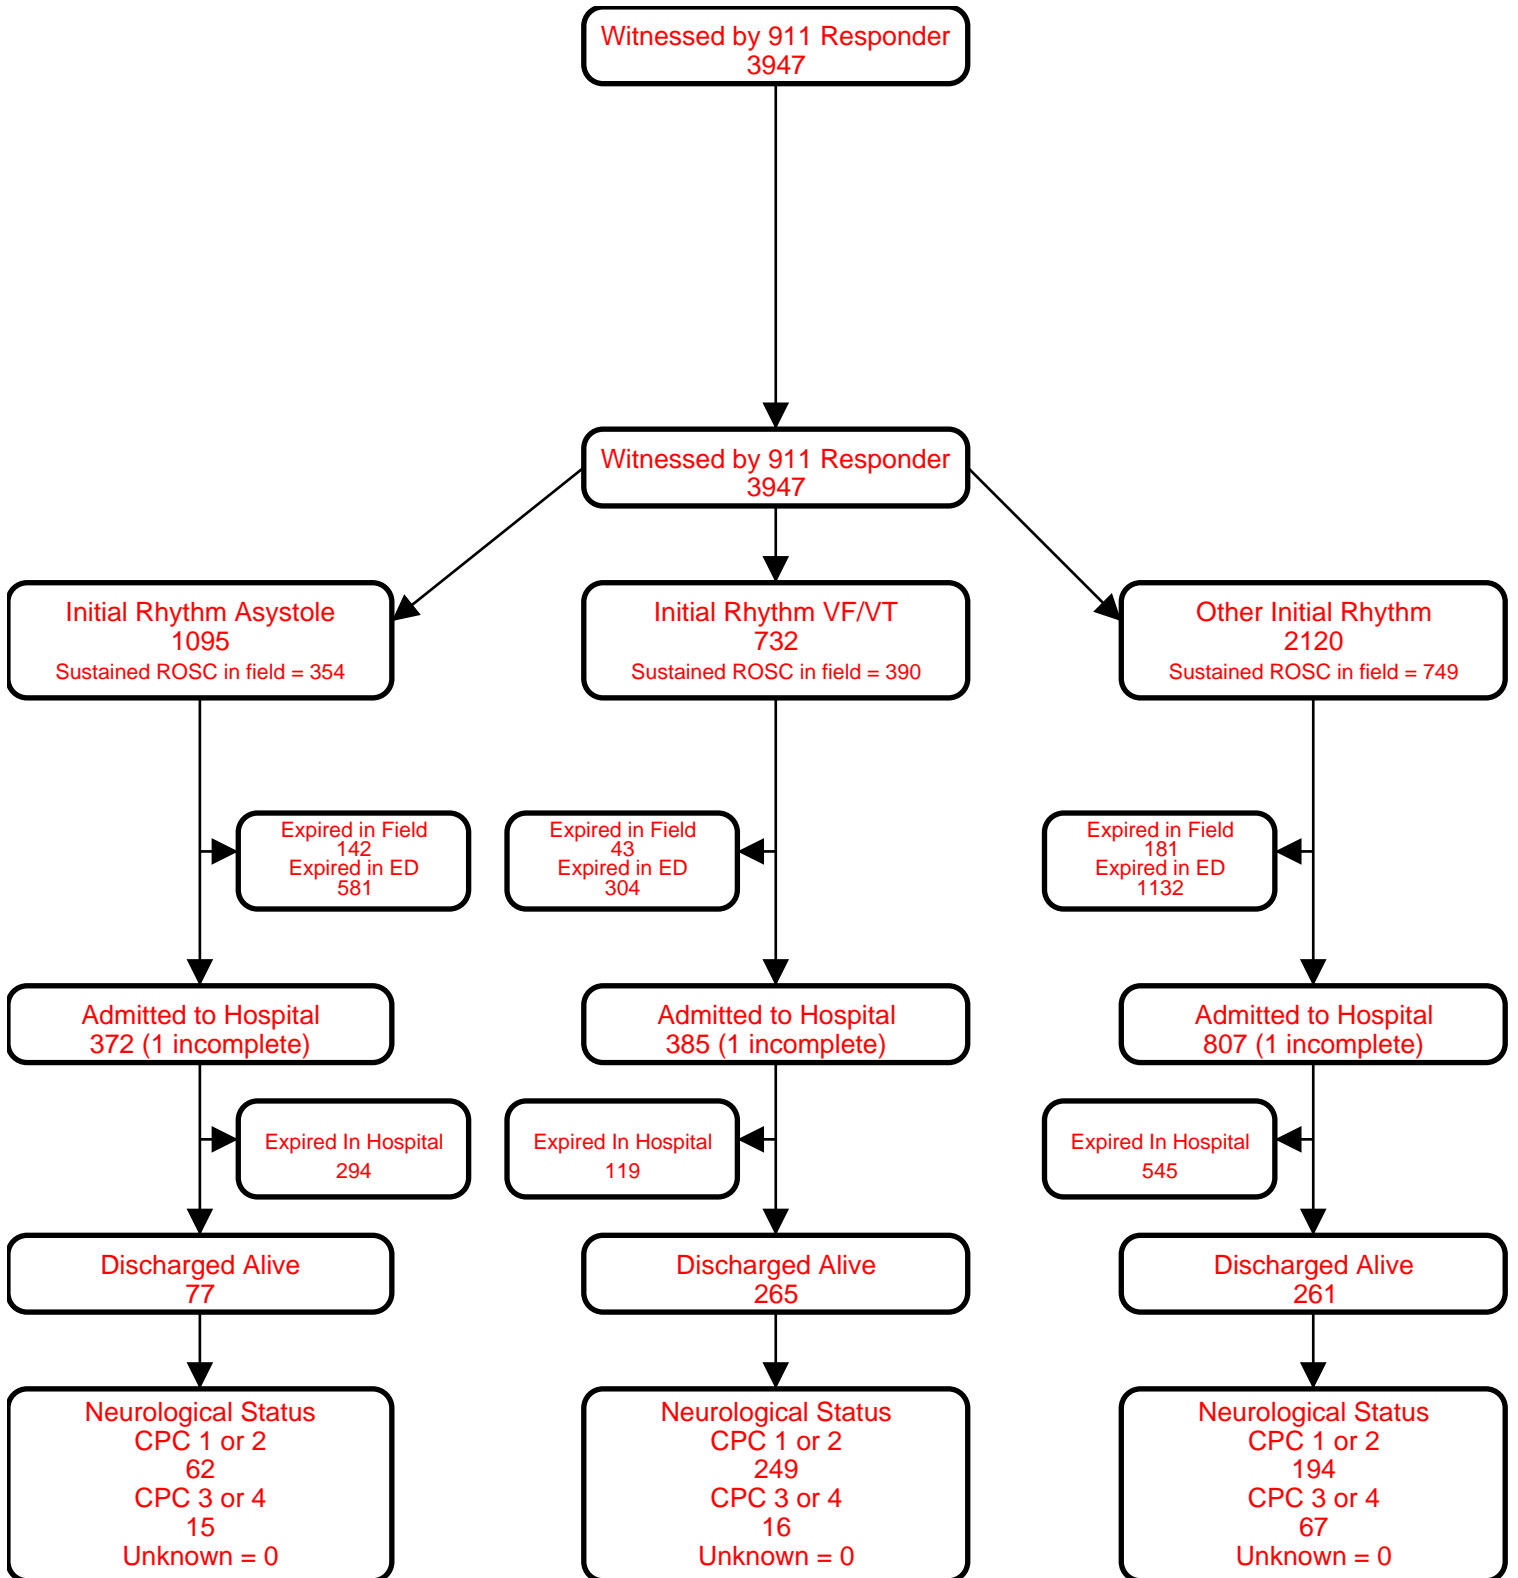 Witnessed by 911 Responder
3947
Witnessed by 911 Responder
3947
Initial Rhythm Asystole
1095
Sustained ROSC in field = 354
Initial Rhythm VF/VT
732
Sustained ROSC in field = 390
Other Initial Rhythm
2120
Sustained ROSC in field = 749
Expired in Field
142
Expired in ED
581
Expired in Field
43
Expired in ED
304
Expired in Field
181
Expired in ED
1132
Admitted to Hospital
372 (1 incomplete)
Admitted to Hospital
385 (1 incomplete)
Admitted to Hospital
807 (1 incomplete)
Expired In Hospital
294
Expired In Hospital
119
Expired In Hospital
545
Discharged Alive
77
Discharged Alive
265
Discharged Alive
261
Neurological Status
CPC 1 or 2
62
CPC 3 or 4
15
Unknown = 0
Neurological Status
CPC 1 or 2
249
CPC 3 or 4
16
Unknown = 0
Neurological Status
CPC 1 or 2
194
CPC 3 or 4
67
Unknown = 0